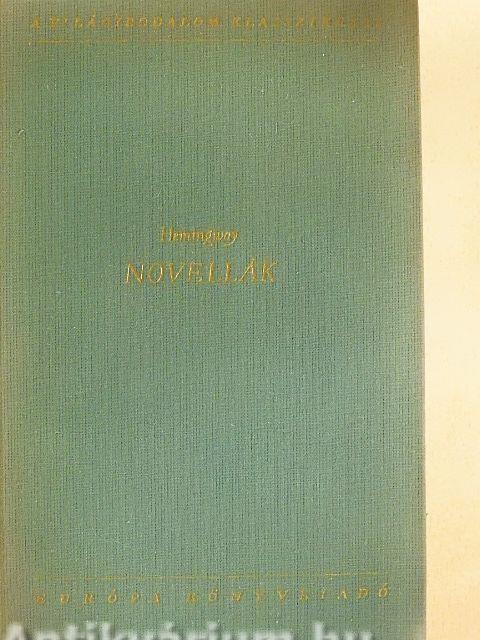 A VILÁGIRODALOM KLASSZIKUSAI
Hemingway
NOVELLÁK
EURÓPA KÖNYVKIADÓ
Antikvárium.hu